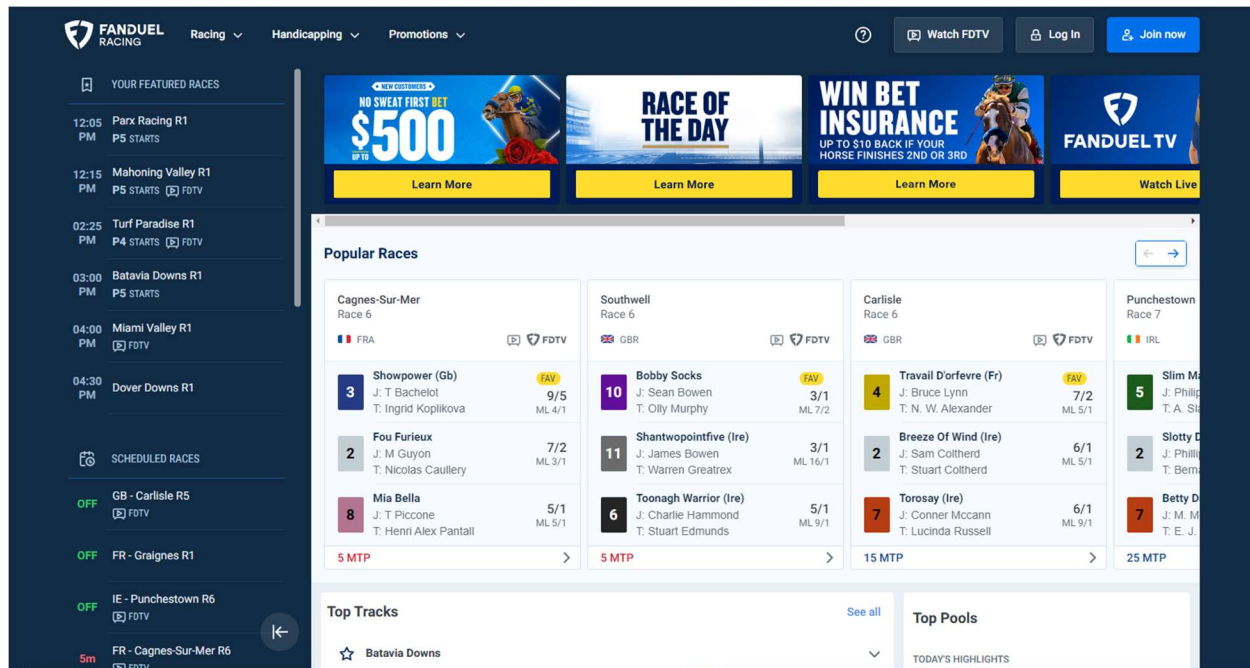 FANDUEL
RACING
Racing
Handicapping
Promotions
Watch FDTV
Log In
Join now
YOUR FEATURED RACES
12:05 PM
Parx Racing R1
P5 STARTS
12:15 PM
Mahoning Valley R1
P5 STARTS FDTV
02:25 PM
Turf Paradise R1
P4 STARTS FDTV
03:00 PM
Batavia Downs R1
P5 STARTS
04:00 PM
Miami Valley R1
FDTV
04:30 PM
Dover Downs R1
SCHEDULED RACES
OFF
GB - Carlisle R5
FDTV
OFF
FR - Graignes R1
OFF
IE - Punchestown R6
FDTV
5m
FR - Cagnes-Sur-Mer R6
FDTV
NEW CUSTOMERS
NO SWEAT FIRST BET
UP TO $500
Learn More
RACE OF
THE DAY
Learn More
WIN BET
INSURANCE
UP TO $10 BACK IF YOUR
HORSE FINISHES 2ND OR 3RD
Learn More
FANDUEL TV
Watch Live
Popular Races
Cagnes-Sur-Mer
Race 6
FRA
FDTV
3
Showpower (Gb)
J: T Bachelot
T: Ingrid Koplikova
FAV
9/5
ML 4/1
2
Fou Furieux
J: M Guyon
T: Nicolas Caullery
7/2
ML 3/1
8
Mia Bella
J: T Piccone
T: Henri Alex Pantall
5/1
ML 5/1
5 MTP
Southwell
Race 6
GBR
FDTV
10
Bobby Socks
J: Sean Bowen
T: Olly Murphy
FAV
3/1
ML 7/2
11
Shantwopointfive (Ire)
J: James Bowen
T: Warren Greatrex
3/1
ML 16/1
6
Toonagh Warrior (Ire)
J: Charlie Hammond
T: Stuart Edmunds
5/1
ML 9/1
5 MTP
Carlisle
Race 6
GBR
FDTV
4
Travail D'orfevre (Fr)
J: Bruce Lynn
T: N. W. Alexander
FAV
7/2
ML 5/1
2
Breeze Of Wind (Ire)
J: Sam Coltherd
T: Stuart Coltherd
6/1
ML 5/1
7
Torosay (Ire)
J: Conner Mccann
T: Lucinda Russell
6/1
ML 9/1
15 MTP
Punchestown
Race 7
IRL
5
Slim
J: Philip
T: A.
2
Slotty
J:
T:
7
Betty
J: M.
T: E. J.
25 MTP
Top Tracks
See all
Batavia Downs
Top Pools
TODAY'S HIGHLIGHTS